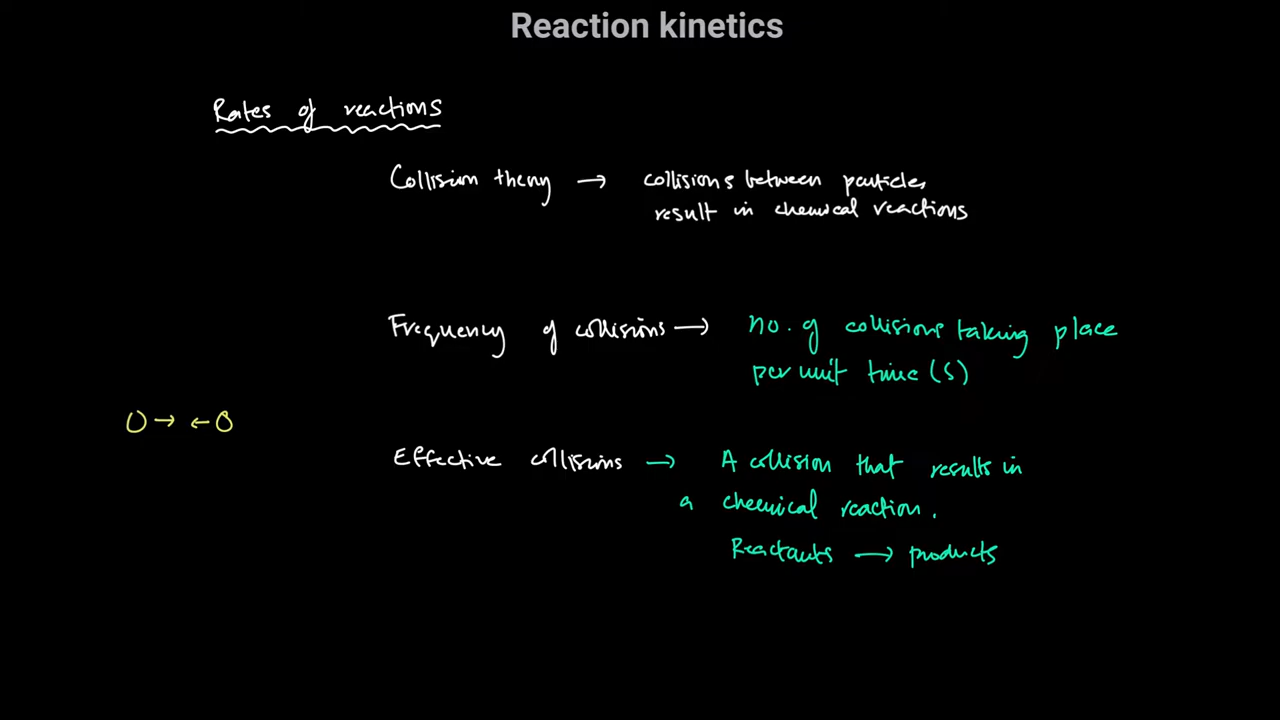 Reaction kinetics
Rates of reactions
Collision theory → collisions between particles
result in chemical reactions
Frequency of collisions → no. of collisions taking place
per unit time (s)
O → ← O
Effective collisions → A collision that results in
a chemical reaction.
Reactants → products